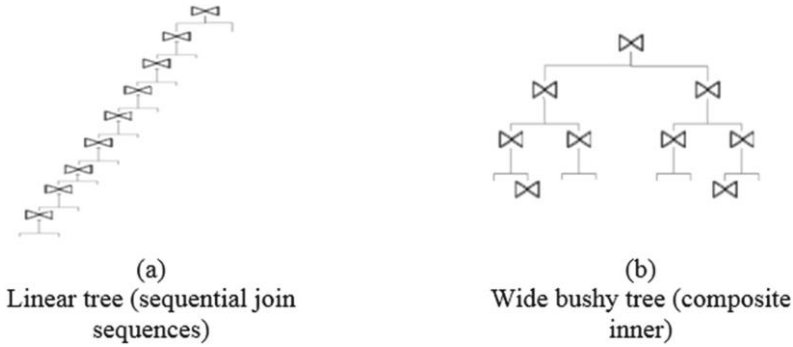 (a)
Linear tree (sequential join
sequences)
(b)
Wide bushy tree (composite
inner)